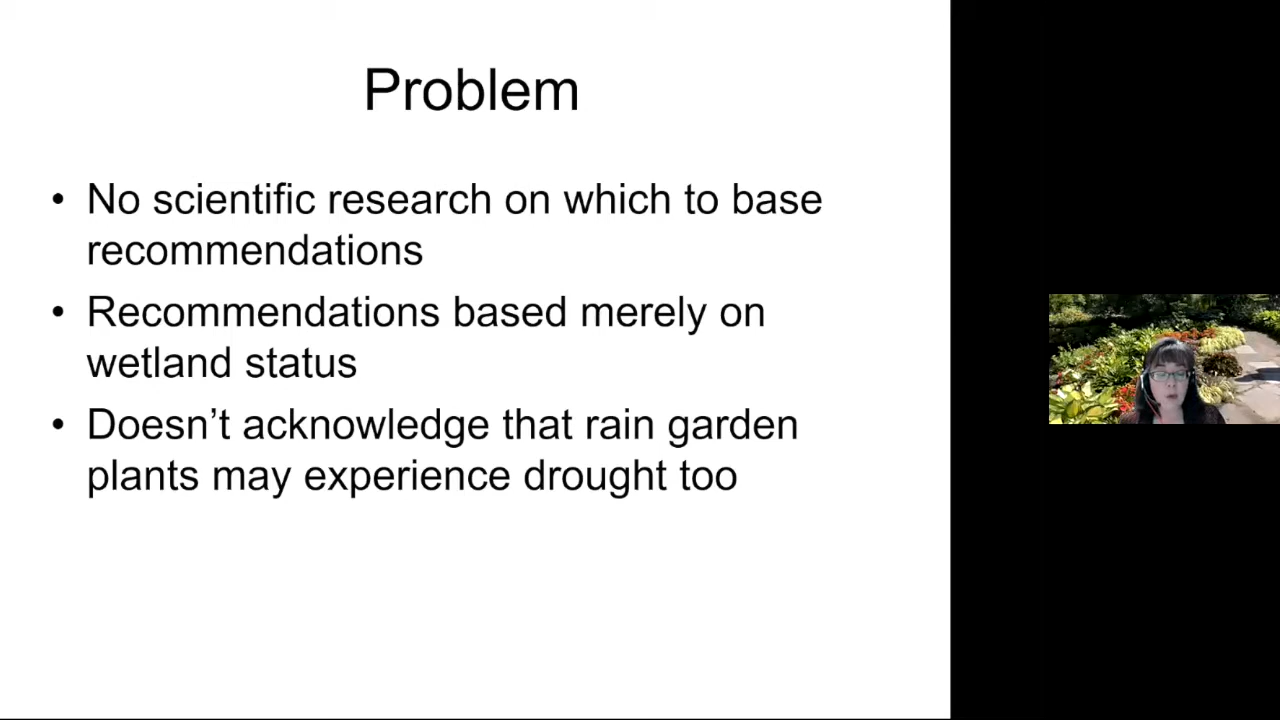 Problem
• No scientific research on which to base
recommendations
• Recommendations based merely on
wetland status
• Doesn’t acknowledge that rain garden
plants may experience drought too